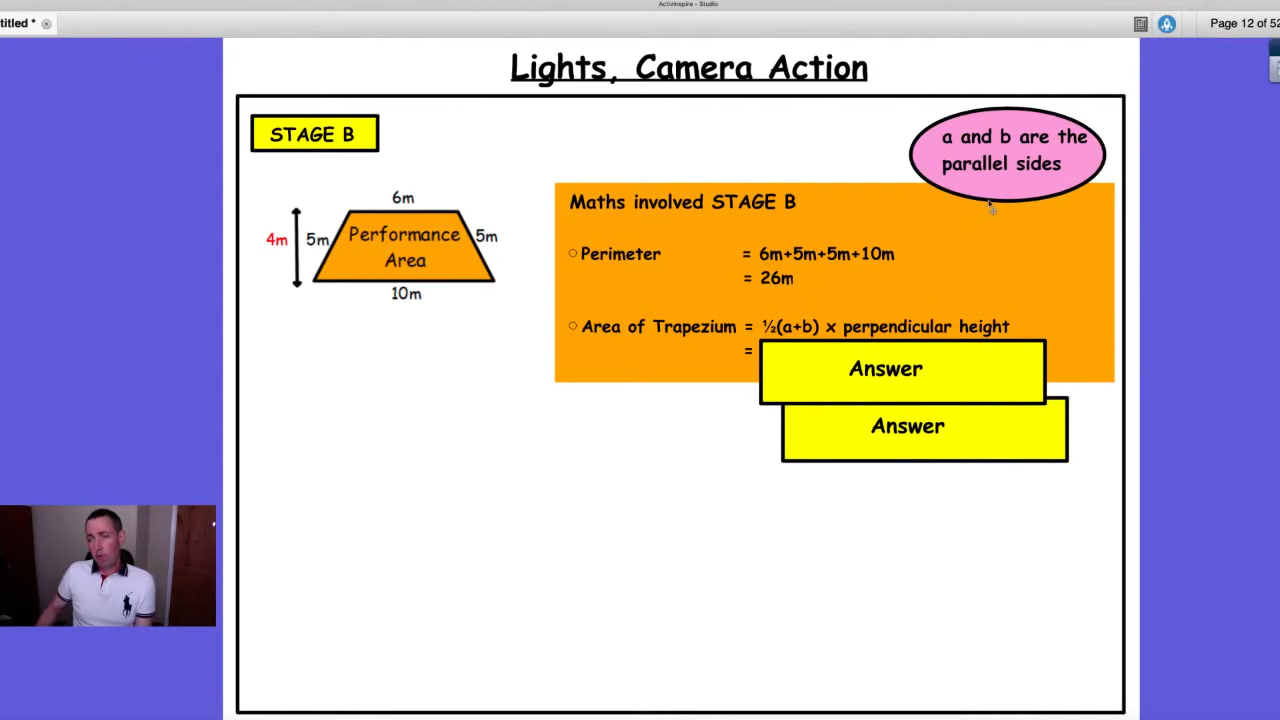 ActivInspire - Studio
titled *
Page 12 of 52
Lights, Camera Action
STAGE B
a and b are the
parallel sides
6m
4m
5m
Performance
Area
5m
10m
Maths involved STAGE B
Perimeter = 6m+5m+5m+10m
= 26m
Area of Trapezium = ½(a+b) x perpendicular height
=
Answer
Answer